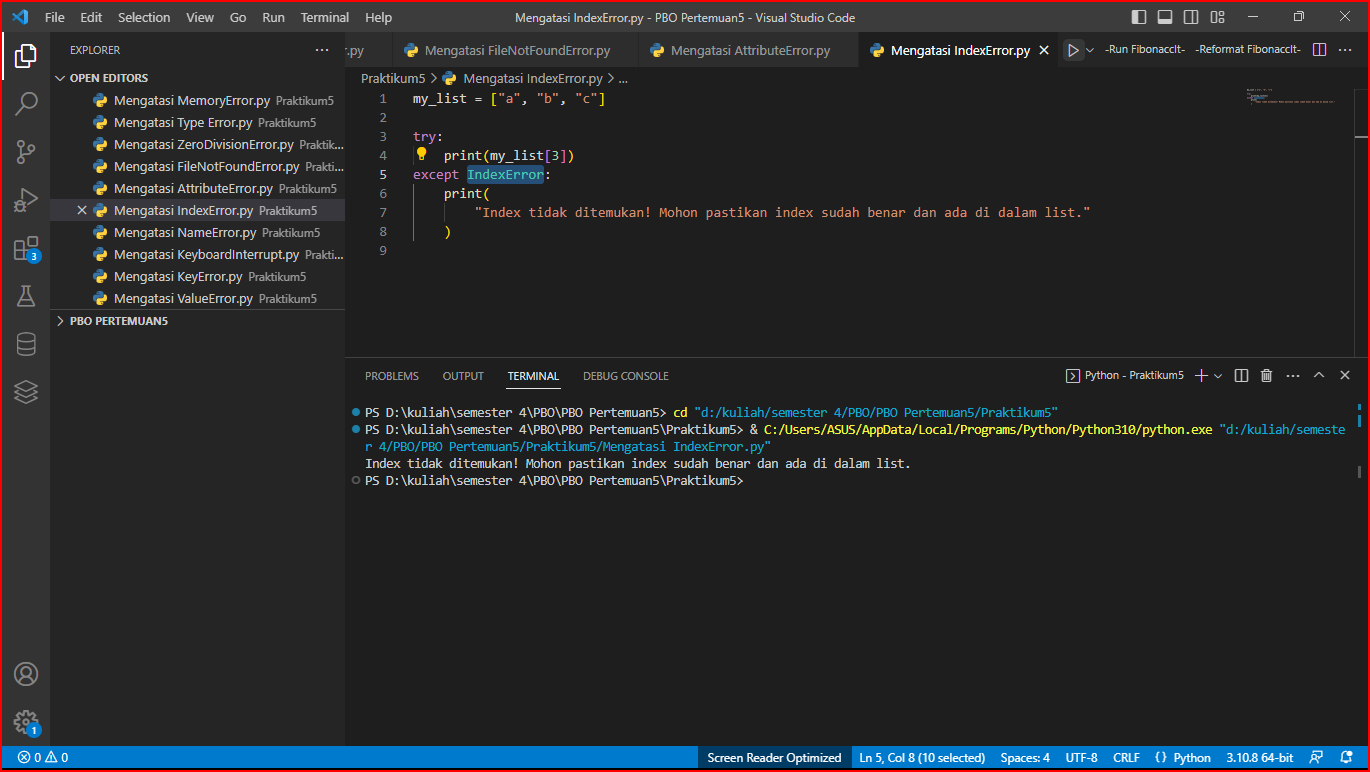 File Edit Selection View Go Run Terminal Help Mengatasi IndexError.py - PBO Pertemuan5 - Visual Studio Code
EXPLORER
OPEN EDITORS
Mengatasi MemoryError.py Praktikum5
Mengatasi Type Error.py Praktikum5
Mengatasi ZeroDivisionError.py Praktik...
Mengatasi FileNotFoundError.py Prakti...
Mengatasi AttributeError.py Praktikum5
Mengatasi IndexError.py Praktikum5
Mengatasi NameError.py Praktikum5
Mengatasi KeyboardInterrupt.py Prakti...
Mengatasi KeyError.py Praktikum5
Mengatasi ValueError.py Praktikum5
PBO PERTEMUAN5
3
1
r.py Mengatasi FileNotFoundError.py Mengatasi AttributeError.py Mengatasi IndexError.py -Run FibonaccIt- -Reformat FibonaccIt-
Praktikum5 > Mengatasi IndexError.py > ...
1 my_list = ["a", "b", "c"]
2
3 try:
4     print(my_list[3])
5 except IndexError:
6     print(
7         "Index tidak ditemukan! Mohon pastikan index sudah benar dan ada di dalam list."
8     )
9
PROBLEMS OUTPUT TERMINAL DEBUG CONSOLE Python - Praktikum5
PS D:\kuliah\semester 4\PBO\PBO Pertemuan5> cd "d:/kuliah/semester 4/PBO/PBO Pertemuan5/Praktikum5"
PS D:\kuliah\semester 4\PBO\PBO Pertemuan5\Praktikum5> & C:/Users/ASUS/AppData/Local/Programs/Python/Python310/python.exe "d:/kuliah/semeste
r 4/PBO/PBO Pertemuan5/Praktikum5/Mengatasi IndexError.py"
Index tidak ditemukan! Mohon pastikan index sudah benar dan ada di dalam list.
PS D:\kuliah\semester 4\PBO\PBO Pertemuan5\Praktikum5>
0 0 Screen Reader Optimized Ln 5, Col 8 (10 selected) Spaces: 4 UTF-8 CRLF {} Python 3.10.8 64-bit